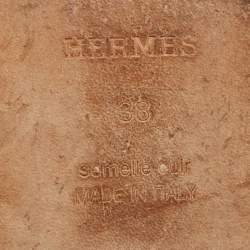 HERMES
38
semelle cuir
MADE IN ITALY